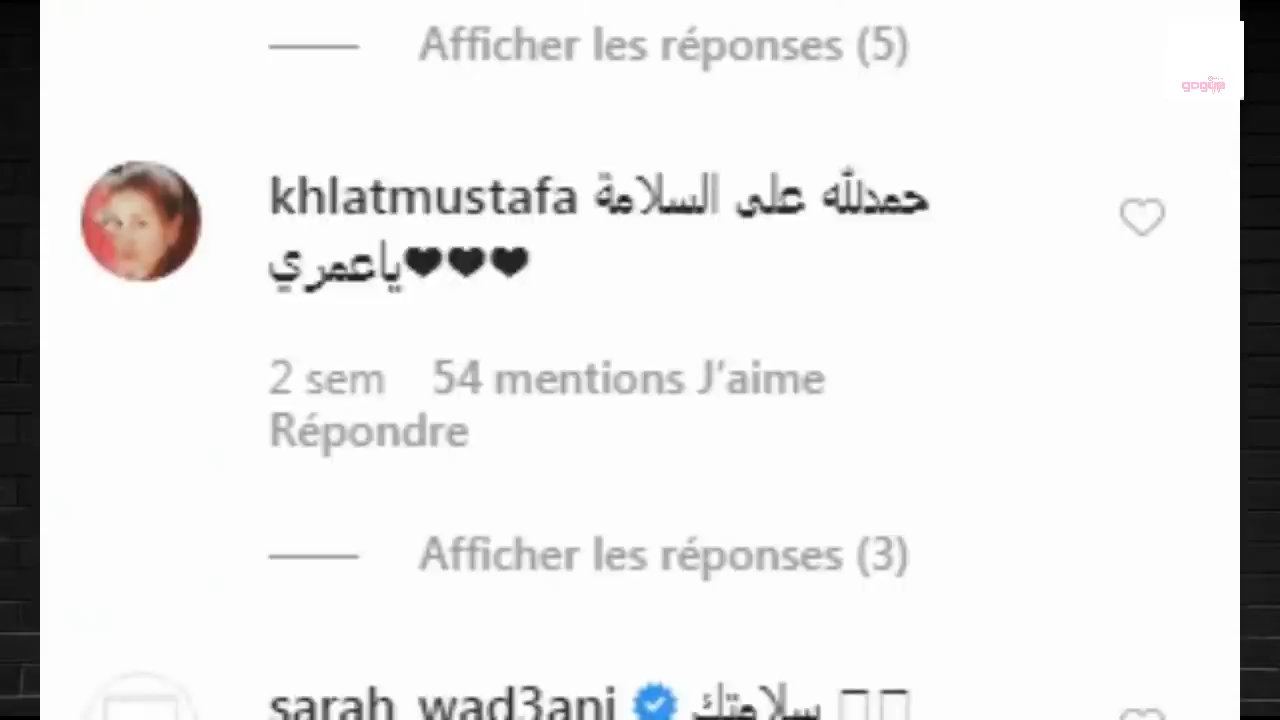 Afficher les réponses (5)
khlatmustafa حمدلله على السلامة
ياعمري♥♥♥
2 sem 54 mentions J’aime
Répondre
Afficher les réponses (3)
sarah_wad3ani سلامتك